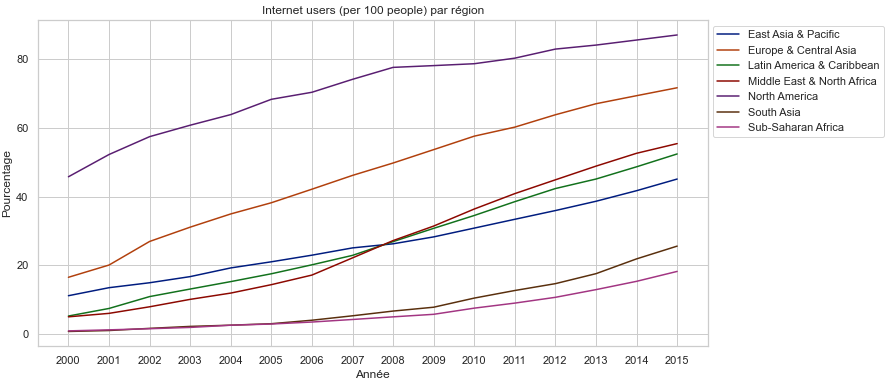 Internet users (per 100 people) par région
East Asia & Pacific
Europe & Central Asia
Latin America & Caribbean
Middle East & North Africa
North America
South Asia
Sub-Saharan Africa
Pourcentage
80
60
40
20
0
2000 2001 2002 2003 2004 2005 2006 2007 2008 2009 2010 2011 2012 2013 2014 2015
Année